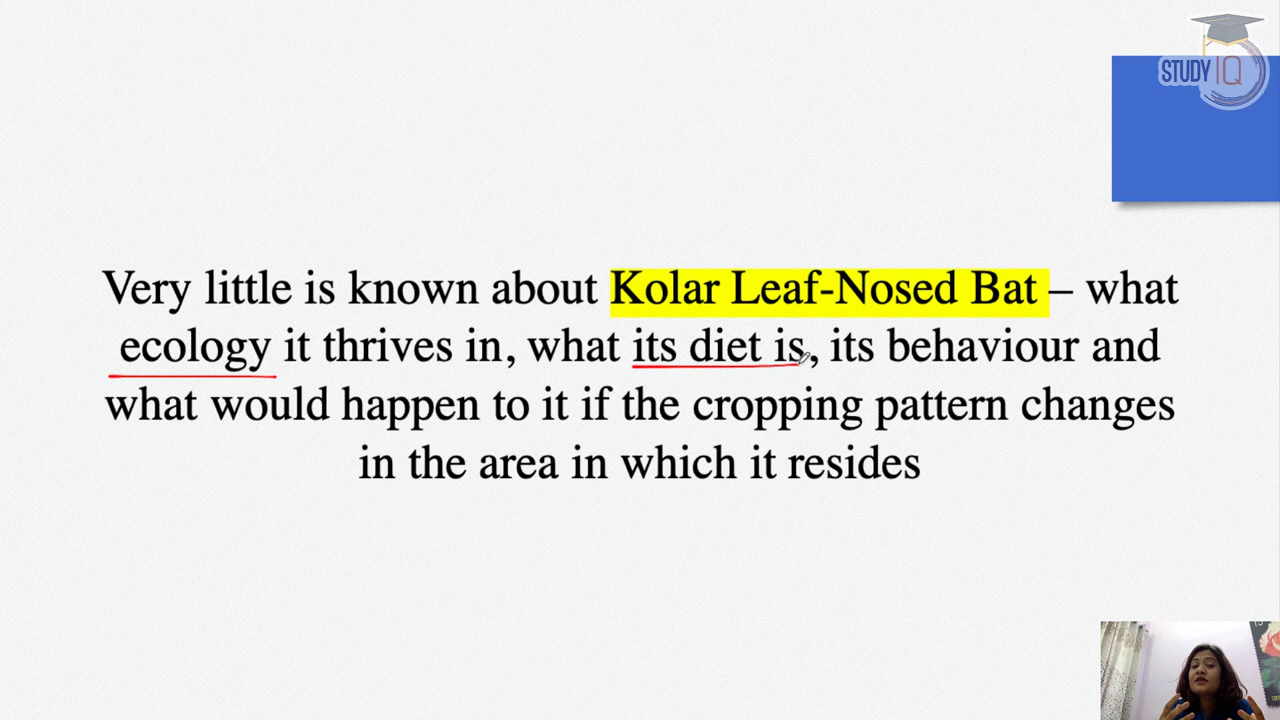 STUDY IQ
Very little is known about Kolar Leaf-Nosed Bat – what
ecology it thrives in, what its diet is, its behaviour and
what would happen to it if the cropping pattern changes
in the area in which it resides